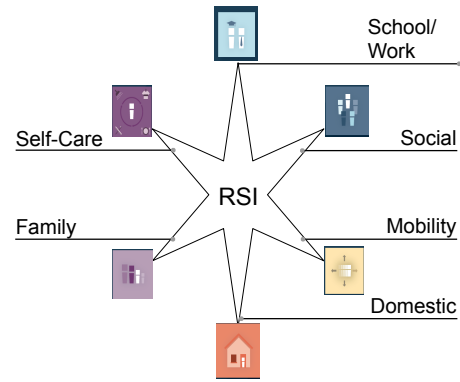 School/
Work
Self-Care
Social
RSI
Family
Mobility
Domestic